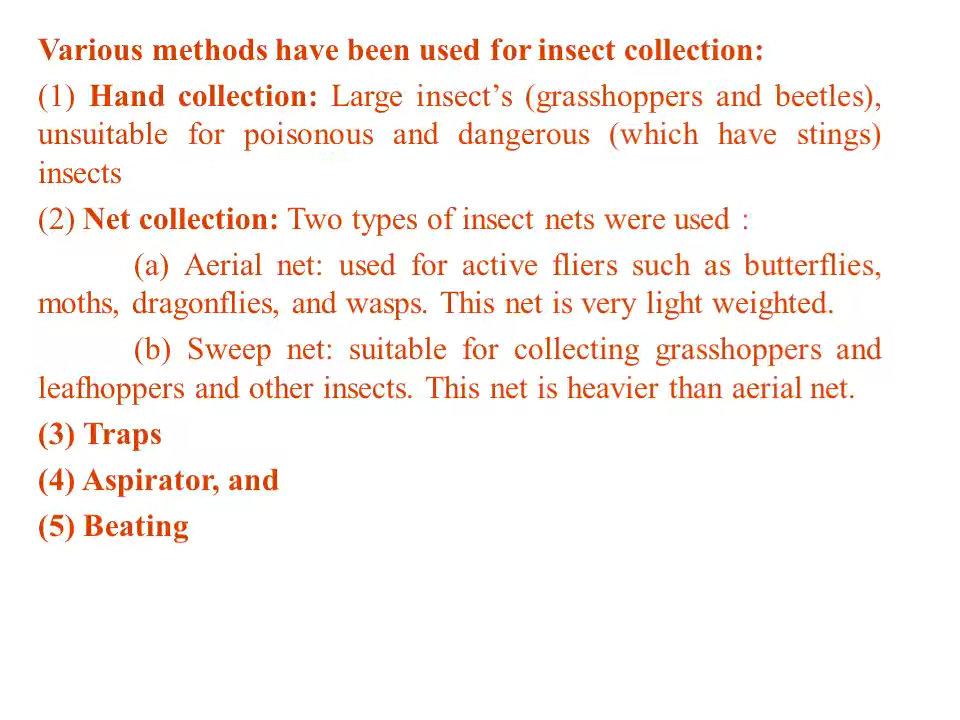 Various methods have been used for insect collection:
(1) Hand collection: Large insect’s (grasshoppers and beetles),
unsuitable for poisonous and dangerous (which have stings)
insects
(2) Net collection: Two types of insect nets were used :
(a) Aerial net: used for active fliers such as butterflies,
moths, dragonflies, and wasps. This net is very light weighted.
(b) Sweep net: suitable for collecting grasshoppers and
leafhoppers and other insects. This net is heavier than aerial net.
(3) Traps
(4) Aspirator, and
(5) Beating